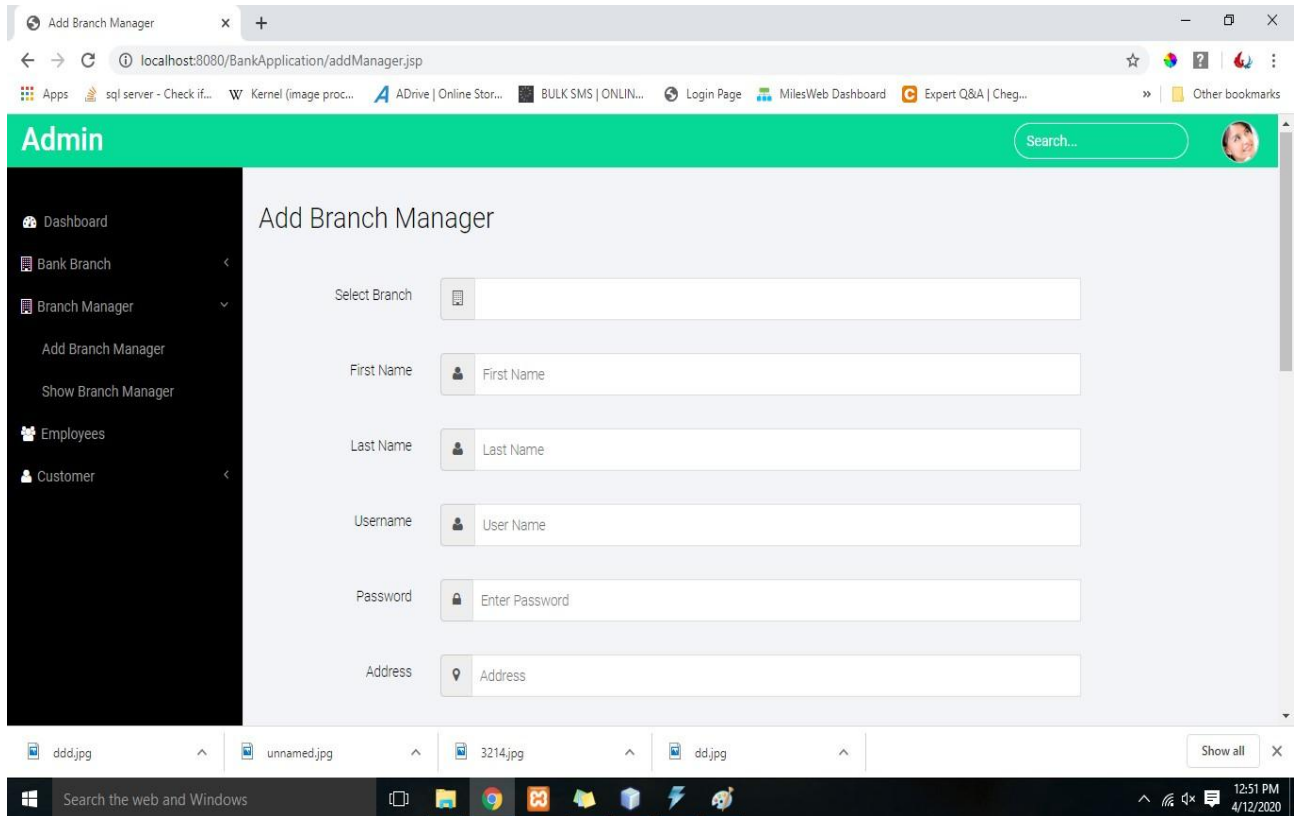 Add Branch Manager
localhost:8080/BankApplication/addManager.jsp
Apps sql server - Check if... Kernel (image proc... ADrive | Online Stor... BULK SMS | ONLIN... Login Page MilesWeb Dashboard Expert Q&A | Cheg... » Other bookmarks
Admin
Search...
Dashboard
Bank Branch
Branch Manager
Add Branch Manager
Show Branch Manager
Employees
Customer
Add Branch Manager
Select Branch
First Name First Name
Last Name Last Name
Username User Name
Password Enter Password
Address Address
ddd.jpg unnamed.jpg 3214.jpg dd.jpg Show all
Search the web and Windows
12:51 PM
4/12/2020